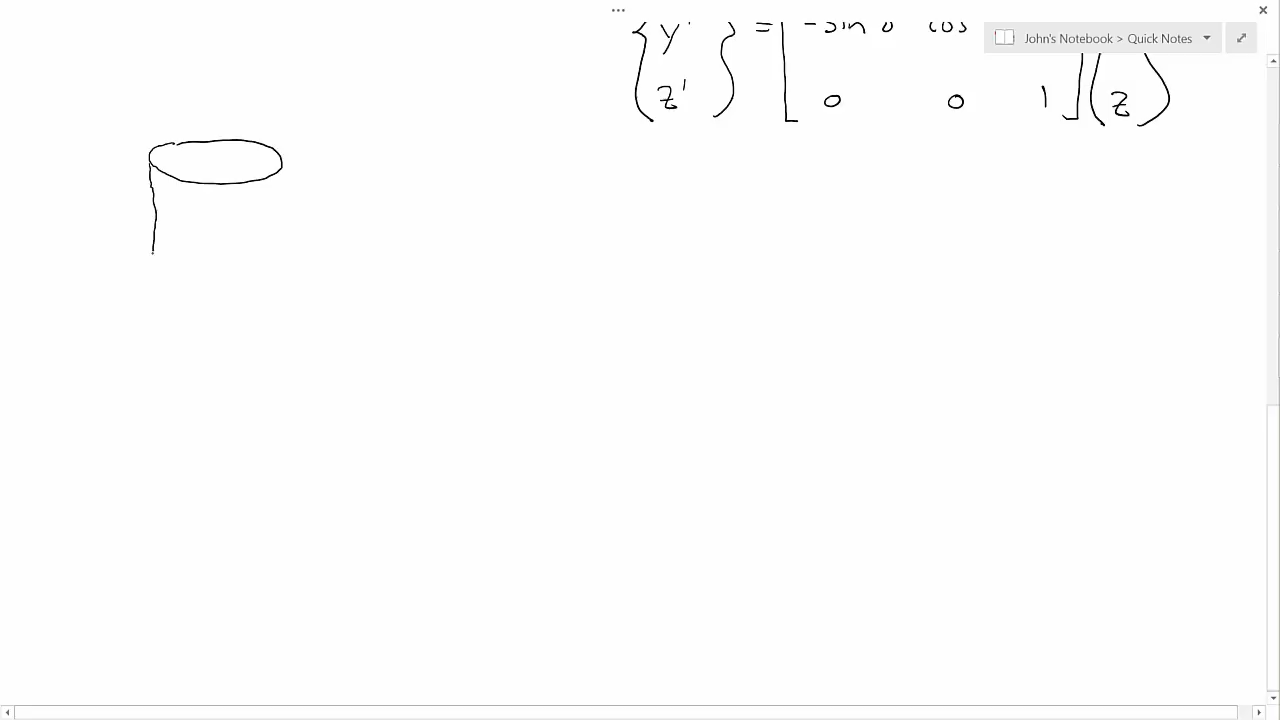 y' = - sin θ cos
John's Notebook > Quick Notes
z' 0 0 1 z